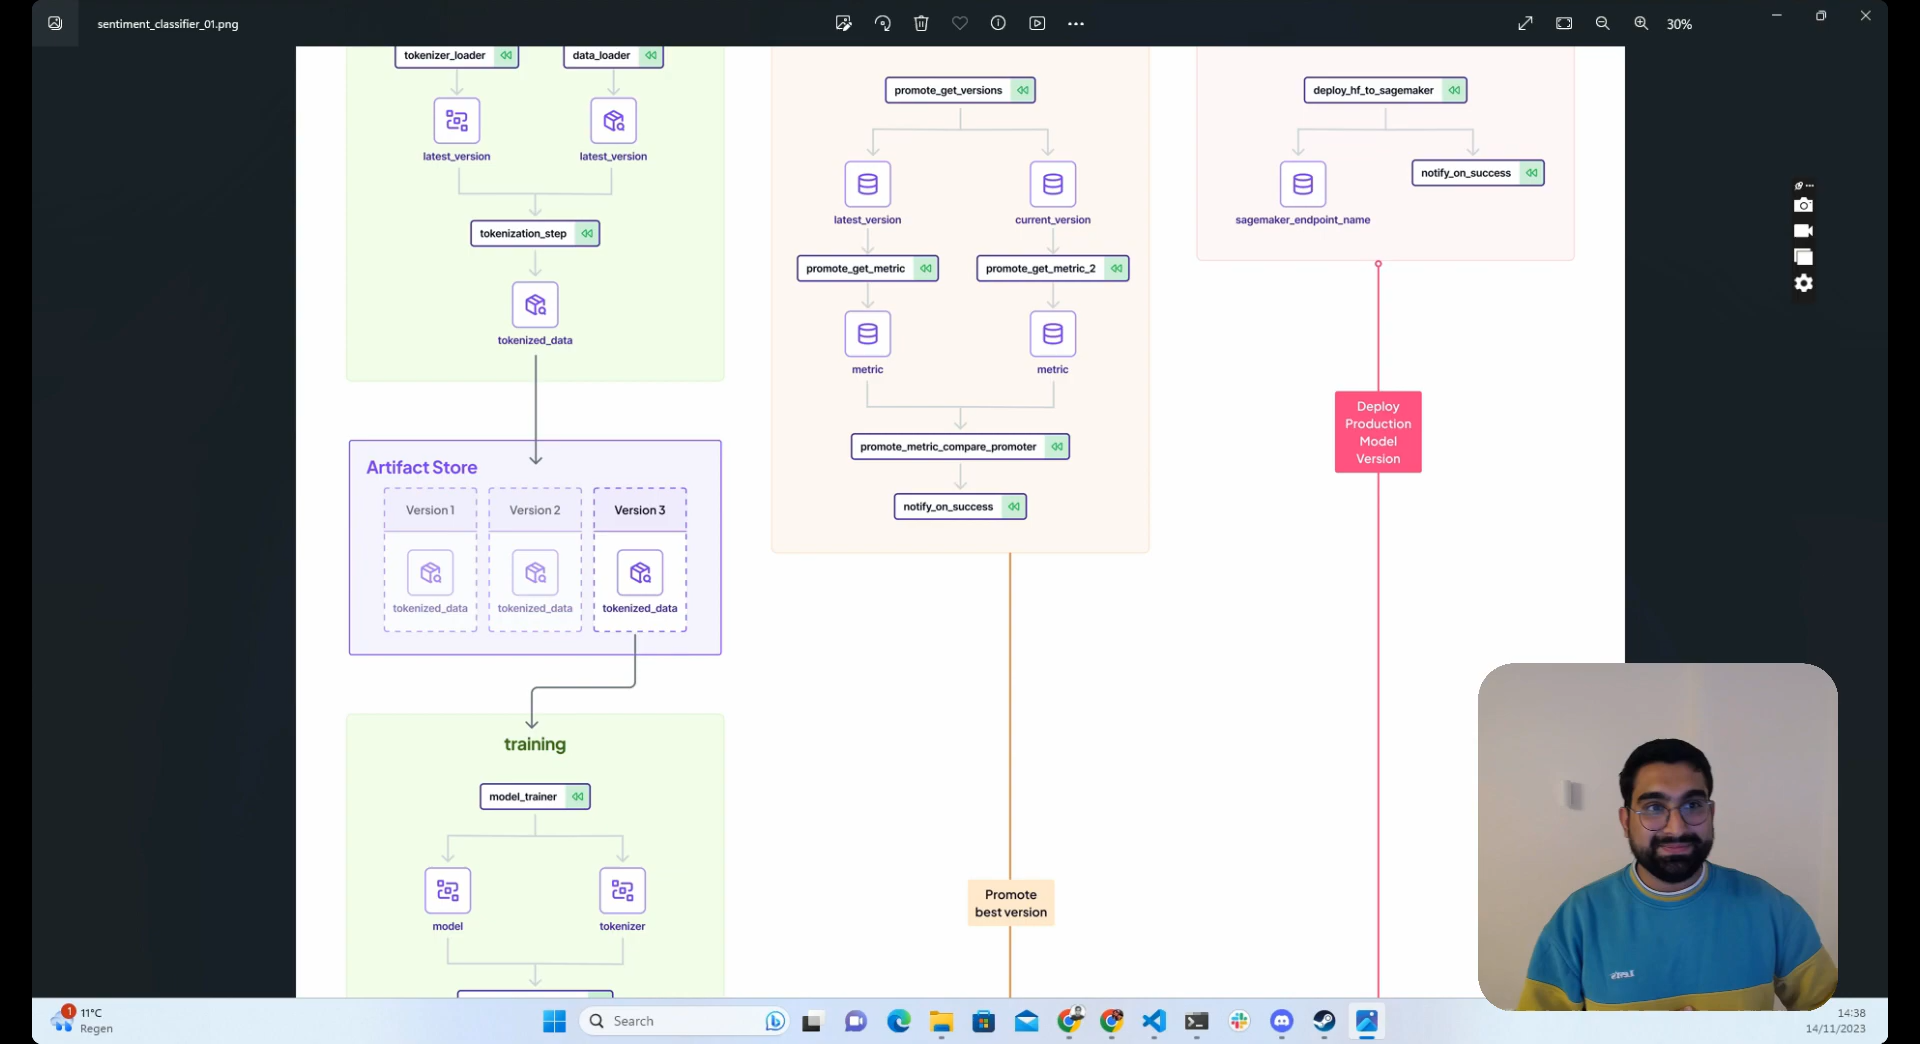 sentiment_classifier_01.png
30%
tokenizer_loader
data_loader
latest_version
latest_version
tokenization_step
tokenized_data
Artifact Store
Version 1
Version 2
Version 3
tokenized_data
tokenized_data
tokenized_data
training
model_trainer
model
tokenizer
promote_get_versions
latest_version
current_version
promote_get_metric
promote_get_metric_2
metric
metric
promote_metric_compare_promoter
notify_on_success
Promote
best version
deploy_hf_to_sagemaker
sagemaker_endpoint_name
notify_on_success
Deploy
Production
Model
Version
1
11°C
Regen
Search
14:38
14/11/2023